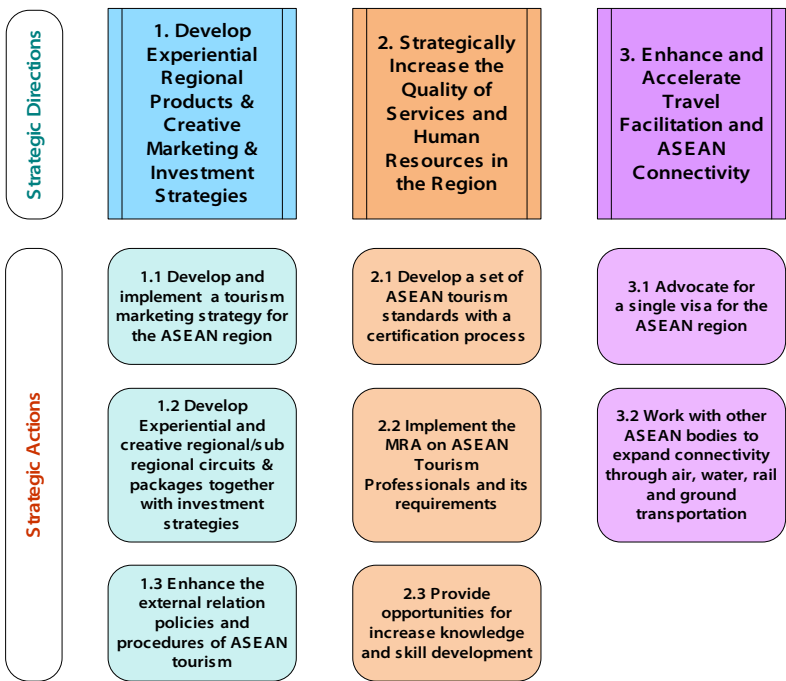 Strategic Directions
1. Develop
Experiential
Regional
Products &
Creative
Marketing &
Investment
Strategies
2. Strategically
Increase the
Quality of
Services and
Human
Resources in
the Region
3. Enhance and
Accelerate
Travel
Facilitation and
ASEAN
Connectivity
Strategic Actions
1.1 Develop and
implement a tourism
marketing strategy for
the ASEAN region
2.1 Develop a set of
ASEAN tourism
standards with a
certification process
3.1 Advocate for
a single visa for the
ASEAN region
1.2 Develop
Experiential and
creative regional/sub
regional circuits &
packages together
with investment
strategies
2.2 Implement the
MRA on ASEAN
Tourism
Professionals and its
requirements
3.2 Work with other
ASEAN bodies to
expand connectivity
through air, water, rail
and ground
transportation
1.3 Enhance the
external relation
policies and
procedures of ASEAN
tourism
2.3 Provide
opportunities for
increase knowledge
and skill development